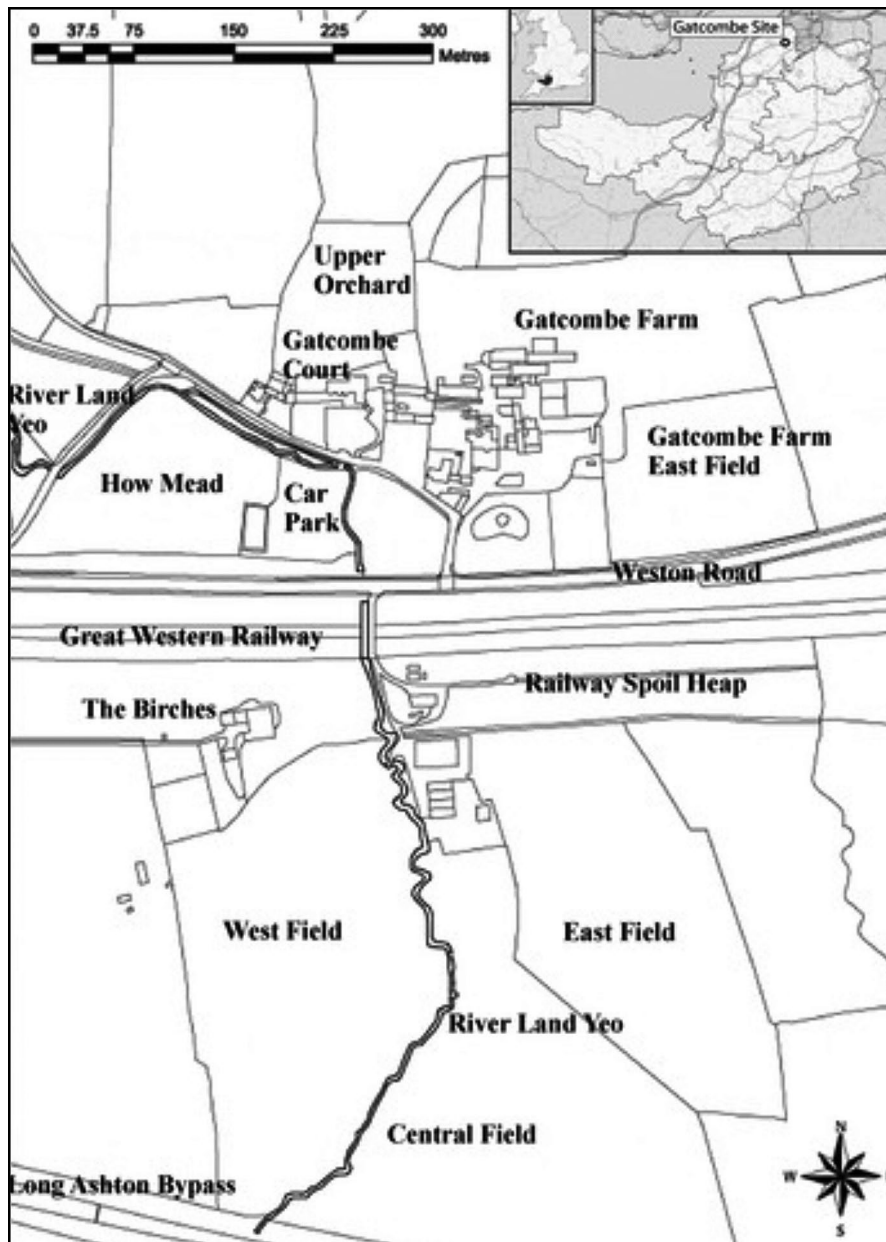 0 37.5 75 150 225 300
Metres
Gatcombe Site
Upper
Orchard
Gatcombe Farm
Gatcombe
Court
River Land
Yeo
Gatcombe Farm
East Field
How Mead
Car
Park
Weston Road
Great Western Railway
Railway Spoil Heap
The Birches
West Field
East Field
River Land Yeo
Central Field
N
W
S
Long Ashton Bypass